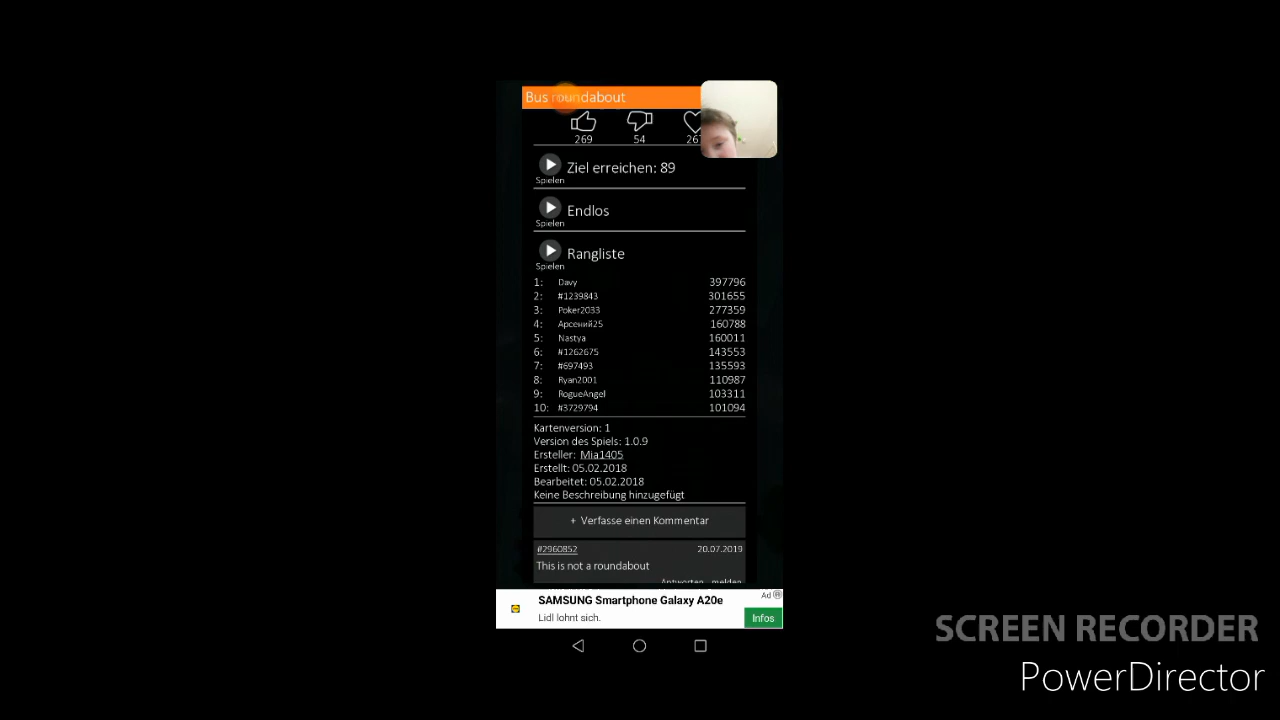 Bus roundabout
269 54
Ziel erreichen: 89
Spielen
Endlos
Spielen
Rangliste
Spielen
1: Davy 397796
2: #1239843 301655
3: Poker2033 277359
4: Арсений25 160788
5: Nastya 160011
6: #1262675 143553
7: #697493 135593
8: Ryan2001 110987
9: RogueAngel 103311
10: #3729794 101094
Kartenversion: 1
Version des Spiels: 1.0.9
Ersteller: Mia1405
Erstellt: 05.02.2018
Bearbeitet: 05.02.2018
Keine Beschreibung hinzugefügt
+ Verfasse einen Kommentar
#2960852 20.07.2019
This is not a roundabout
Antworten melden
Ad
SAMSUNG Smartphone Galaxy A20e
Lidl lohnt sich.
Infos
SCREEN RECORDER
PowerDirector